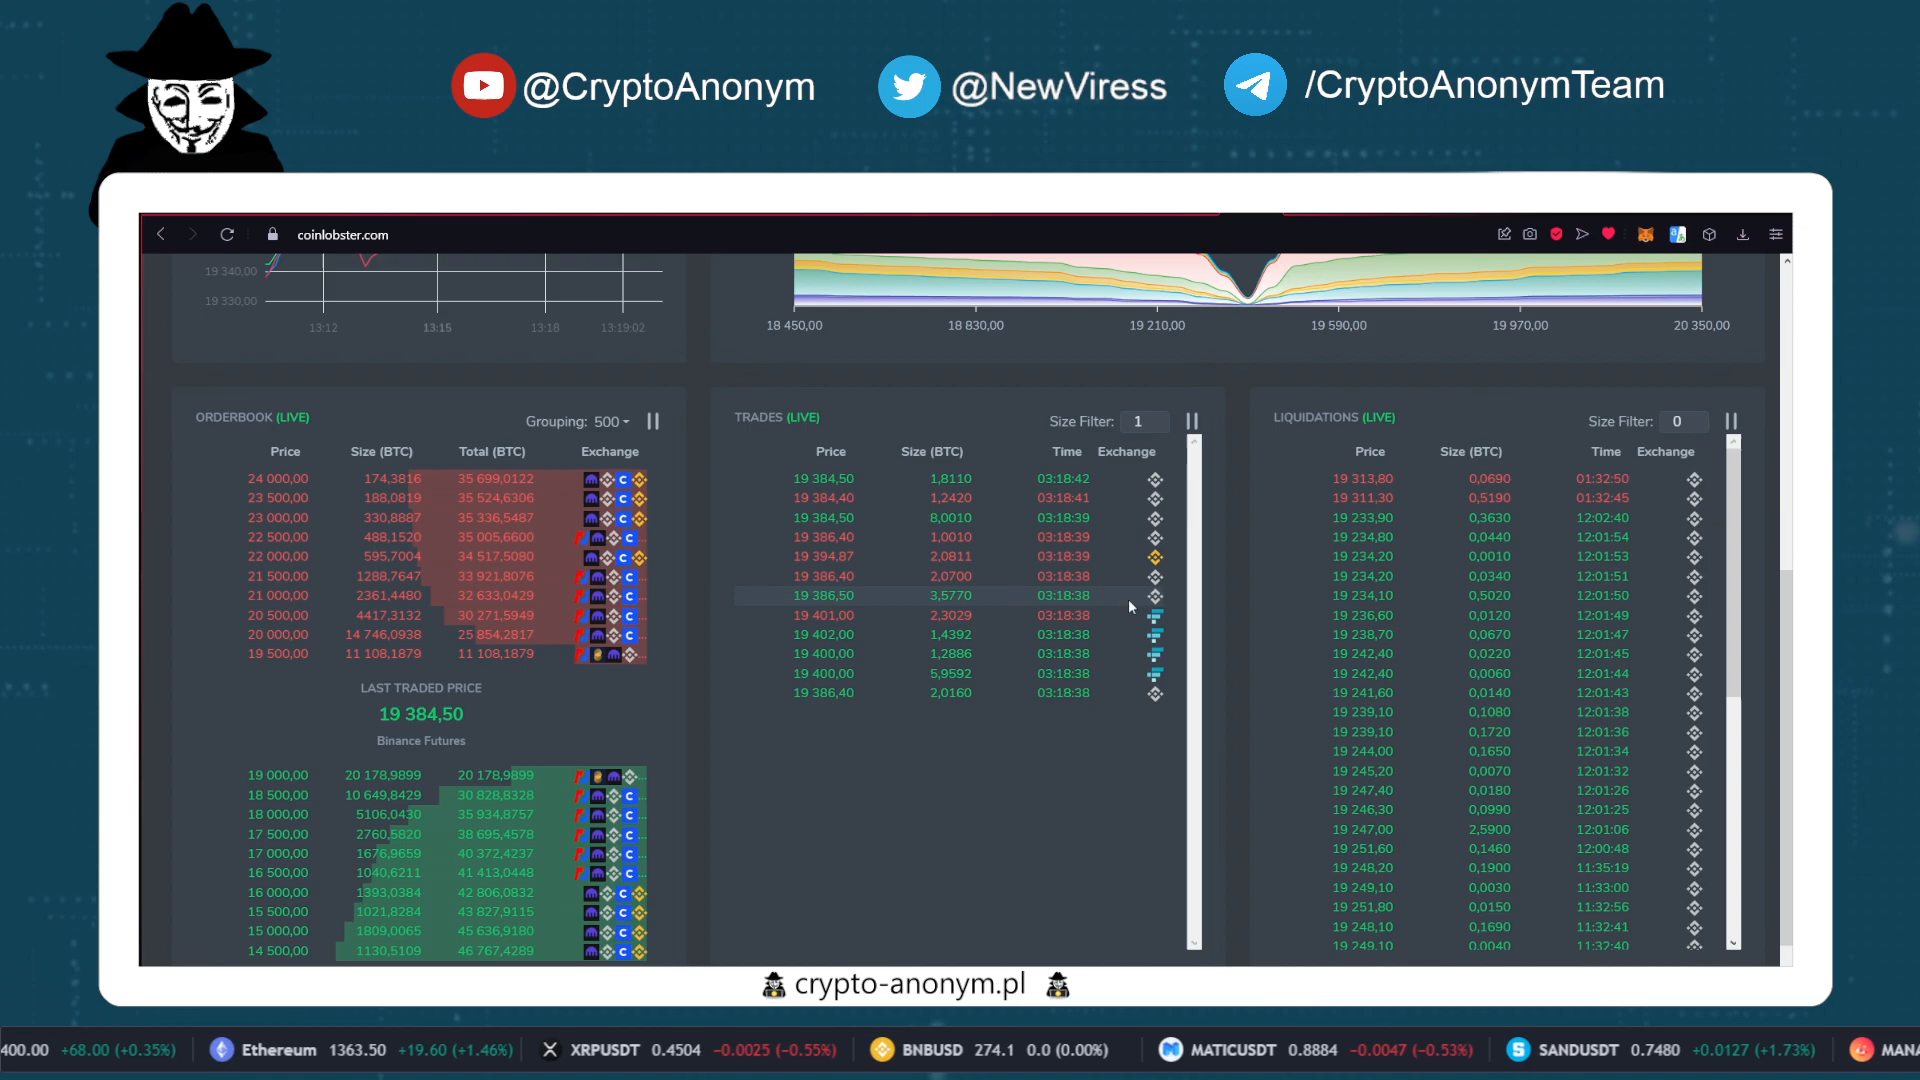 @CryptoAnonym @NewViress /CryptoAnonymTeam
coinlobster.com
19 340,00
19 330,00
13:12 13:15 13:18 13:19:02
18 450,00 18 830,00 19 210,00 19 590,00 19 970,00 20 350,00
ORDERBOOK (LIVE) Grouping: 500
Price Size (BTC) Total (BTC) Exchange
24 000,00 174,3816 35 699,0122
23 500,00 188,0819 35 524,6306
23 000,00 330,8887 35 336,5487
22 500,00 488,1520 35 005,6600
22 000,00 595,7004 34 517,5080
21 500,00 1288,7647 33 921,8076
21 000,00 2361,4480 32 633,0429
20 500,00 4417,3132 30 271,5949
20 000,00 14 746,0938 25 854,2817
19 500,00 11 108,1879 11 108,1879
LAST TRADED PRICE
19 384,50
Binance Futures
19 000,00 20 178,9899 20 178,9899
18 500,00 10 649,8429 30 828,8328
18 000,00 5106,0430 35 934,8757
17 500,00 2760,5820 38 695,4578
17 000,00 1676,9659 40 372,4237
16 500,00 1040,6211 41 413,0448
16 000,00 1393,0384 42 806,0832
15 500,00 1021,8284 43 827,9115
15 000,00 1809,0065 45 636,9180
14 500,00 1130,5109 46 767,4289
TRADES (LIVE) Size Filter: 1
Price Size (BTC) Time Exchange
19 384,50 1,8110 03:18:42
19 384,40 1,2420 03:18:41
19 384,50 8,0010 03:18:39
19 386,40 1,0010 03:18:39
19 394,87 2,0811 03:18:39
19 386,40 2,0700 03:18:38
19 386,50 3,5770 03:18:38
19 401,00 2,3029 03:18:38
19 402,00 1,4392 03:18:38
19 400,00 1,2886 03:18:38
19 400,00 5,9592 03:18:38
19 386,40 2,0160 03:18:38
LIQUIDATIONS (LIVE) Size Filter: 0
Price Size (BTC) Time Exchange
19 313,80 0,0690 01:32:50
19 311,30 0,5190 01:32:45
19 233,90 0,3630 12:02:40
19 234,80 0,0440 12:01:54
19 234,20 0,0010 12:01:53
19 234,20 0,0340 12:01:51
19 234,10 0,5020 12:01:50
19 236,60 0,0120 12:01:49
19 238,70 0,0670 12:01:47
19 242,40 0,0220 12:01:45
19 242,40 0,0060 12:01:44
19 241,60 0,0140 12:01:43
19 239,10 0,1080 12:01:38
19 239,10 0,1720 12:01:36
19 244,00 0,1650 12:01:34
19 245,20 0,0070 12:01:32
19 247,40 0,0180 12:01:26
19 246,30 0,0990 12:01:25
19 247,00 2,5900 12:01:06
19 251,60 0,1460 12:00:48
19 248,20 0,1900 11:35:19
19 249,10 0,0030 11:33:00
19 251,80 0,0150 11:32:56
19 248,10 0,1690 11:32:41
19 249,10 0,0040 11:32:40
crypto-anonym.pl
400.00 +68.00 (+0.35%) Ethereum 1363.50 +19.60 (+1.46%) XRPUSDT 0.4504 −0.0025 (−0.55%) BNBUSD 274.1 0.0 (0.00%) MATICUSDT 0.8884 −0.0047 (−0.53%) SANDUSDT 0.7480 +0.0127 (+1.73%) MANA